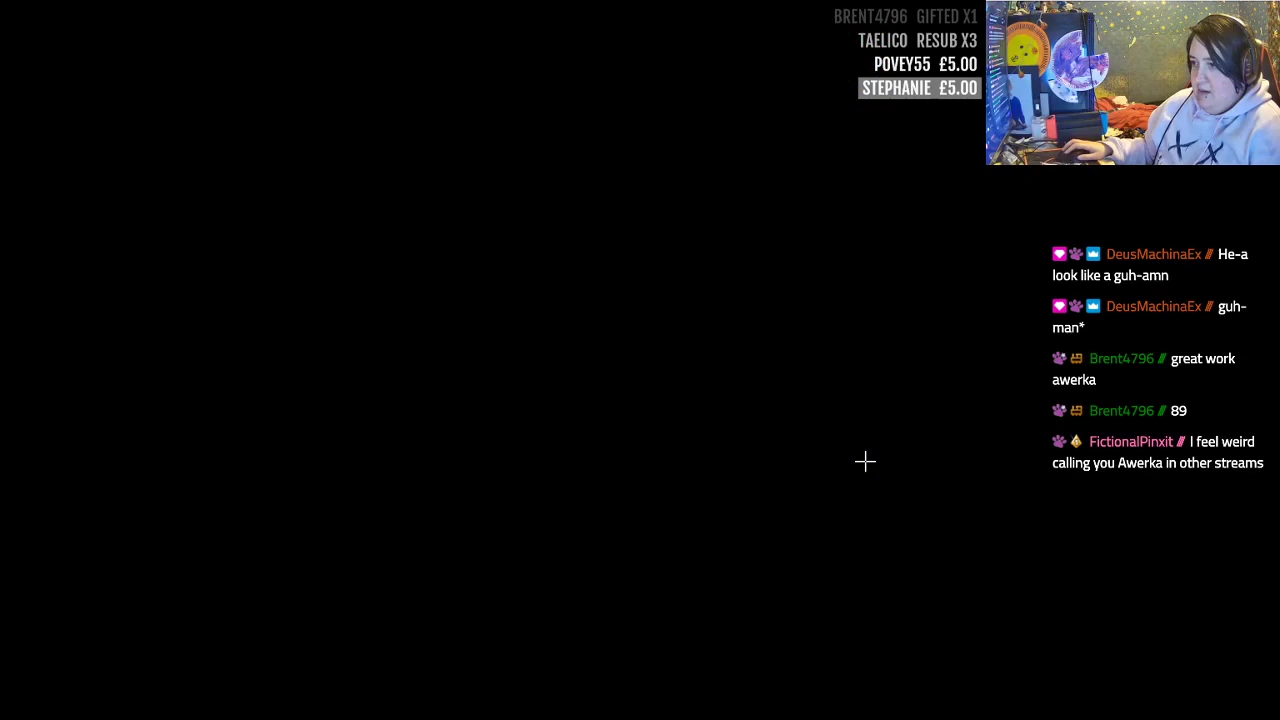 BRENT4796 GIFTED X1
TAELICO RESUB X3
POVEY55 £5.00
STEPHANIE £5.00
DeusMachinaEx /// He-a
look like a guh-amn
DeusMachinaEx /// guh-
man*
Brent4796 /// great work
awerka
Brent4796 /// 89
FictionalPinxit /// I feel weird
calling you Awerka in other streams